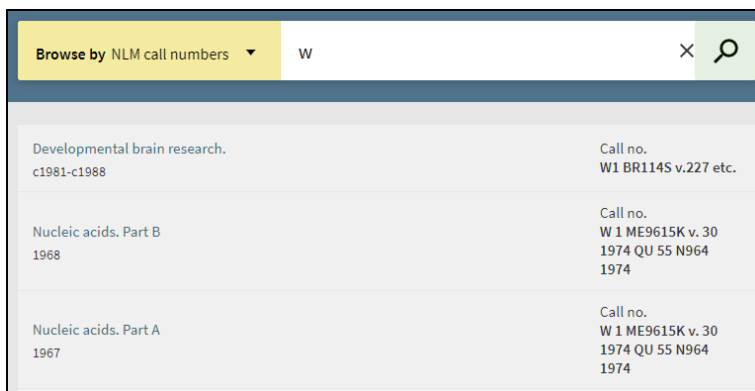 Browse by NLM call numbers W
Developmental brain research.
c1981-c1988
Call no.
W1 BR114S v.227 etc.
Nucleic acids. Part B
1968
Call no.
W 1 ME9615K v. 30
1974 QU 55 N964
1974
Nucleic acids. Part A
1967
Call no.
W 1 ME9615K v. 30
1974 QU 55 N964
1974